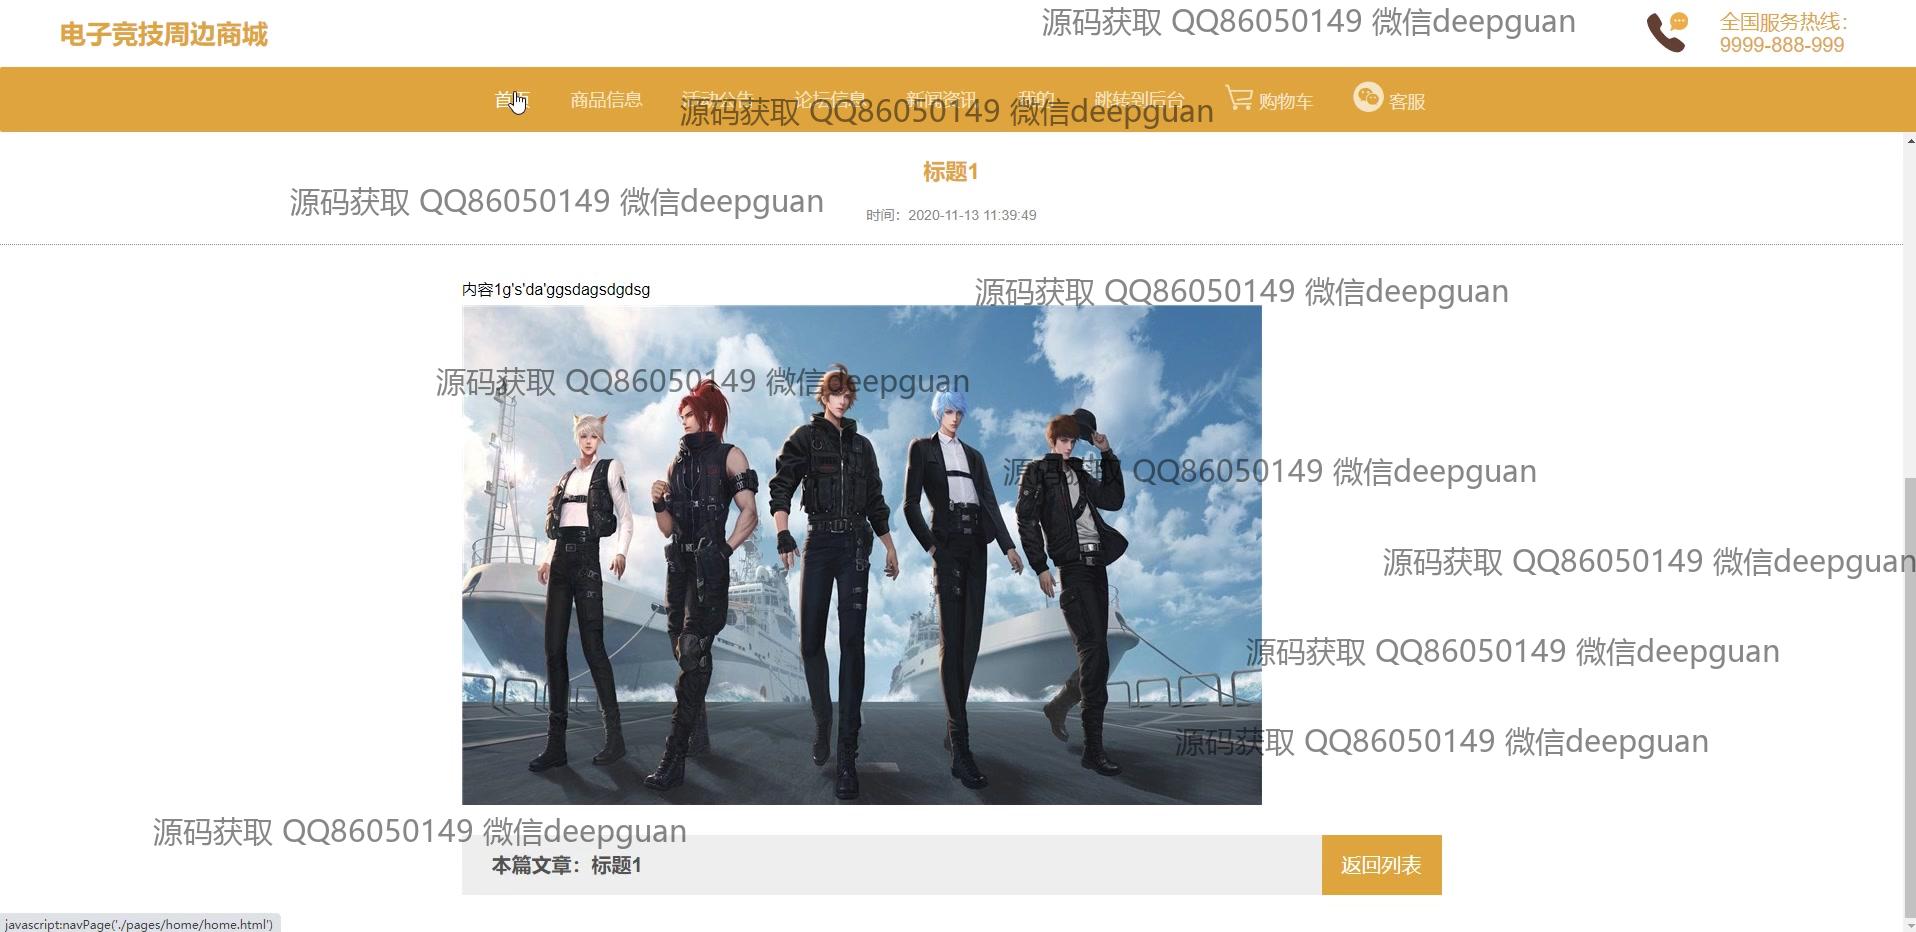 电子竞技周边商城
源码获取 QQ86050149 微信deepguan
全国服务热线：
9999-888-999
首页 商品信息 活动公告 论坛信息 新闻资讯 我的 跳转到后台 购物车 客服
源码获取 QQ86050149 微信deepguan
标题1
源码获取 QQ86050149 微信deepguan
时间：2020-11-13 11:39:49
内容1g's'da'ggsdagsdgdsg
源码获取 QQ86050149 微信deepguan
源码获取 QQ86050149 微信deepguan
源码获取 QQ86050149 微信deepguan
源码获取 QQ86050149 微信deepguan
源码获取 QQ86050149 微信deepguan
源码获取 QQ86050149 微信deepguan
源码获取 QQ86050149 微信deepguan
本篇文章：标题1
返回列表
javascript:navPage('./pages/home/home.html')